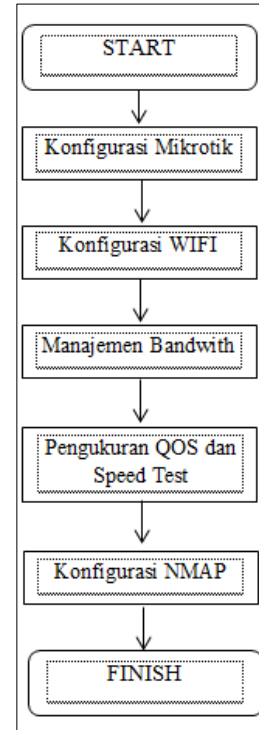 START
Konfigurasi Mikrotik
Konfigurasi WIFI
Manajemen Bandwith
Pengukuran QOS dan
Speed Test
Konfigurasi NMAP
FINISH